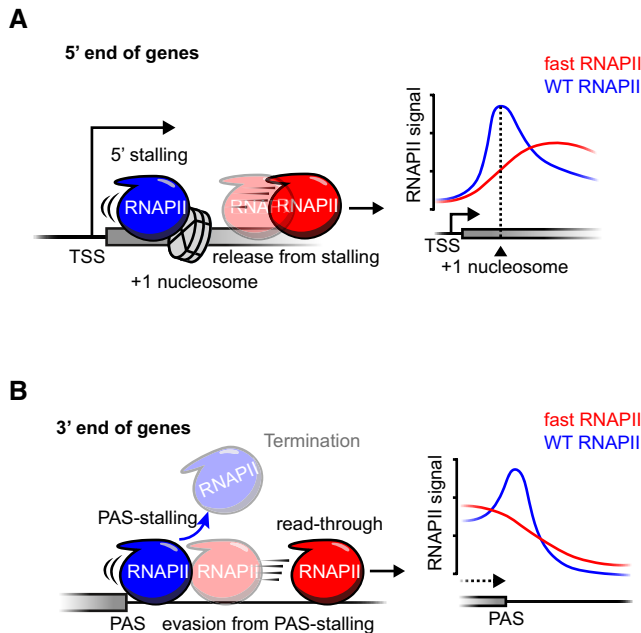 A
5' end of genes
fast RNAPII
WT RNAPII
RNAPII signal
5' stalling
RNAPII
RNAPII
RNAPII
TSS
release from stalling
+1 nucleosome
TSS
+1 nucleosome
B
3' end of genes
fast RNAPII
WT RNAPII
Termination
RNAPII
RNAPII signal
PAS-stalling
read-through
RNAPII
RNAPII
RNAPII
PAS
evasion from PAS-stalling
PAS